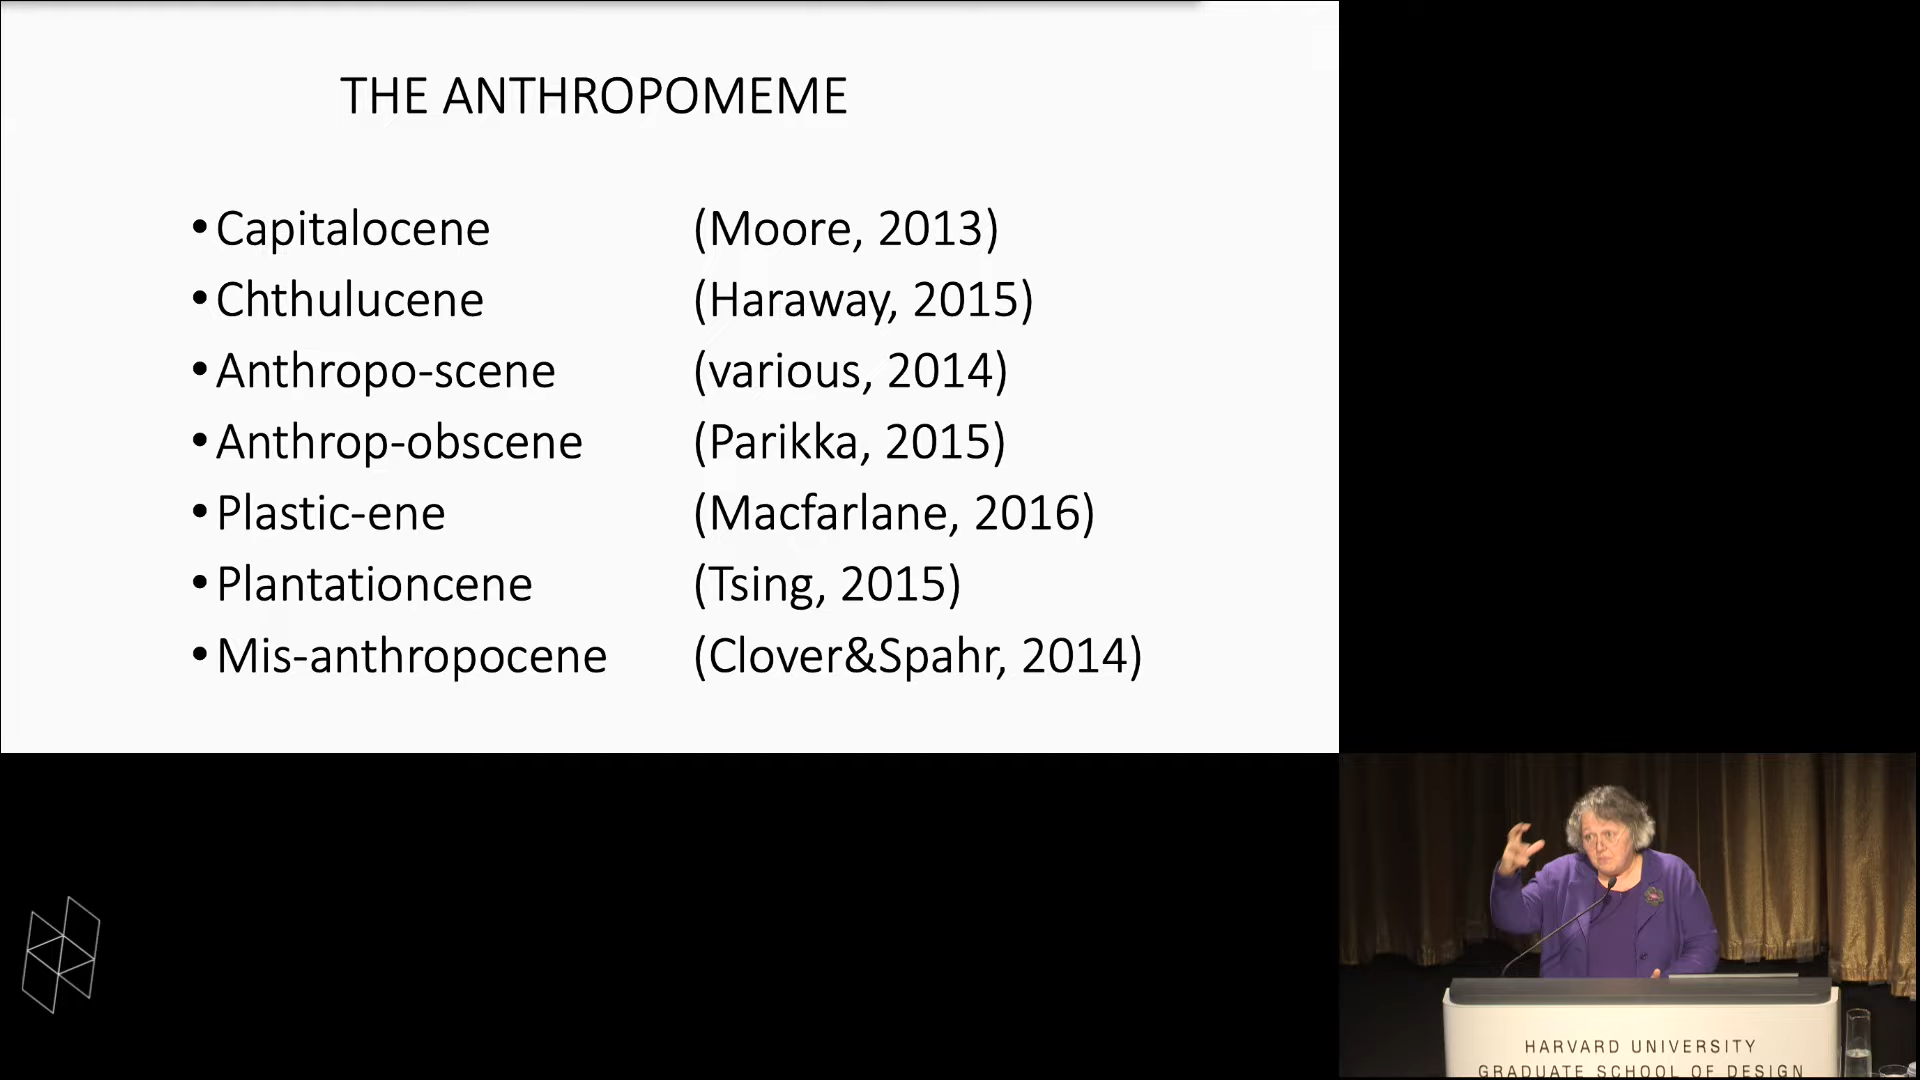 THE ANTHROPOMEME
• Capitalocene (Moore, 2013)
• Chthulucene (Haraway, 2015)
• Anthropo-scene (various, 2014)
• Anthrop-obscene (Parikka, 2015)
• Plastic-ene (Macfarlane, 2016)
• Plantationcene (Tsing, 2015)
• Mis-anthropocene (Clover&Spahr, 2014)
HARVARD UNIVERSITY
GRADUATE SCHOOL OF DESIGN